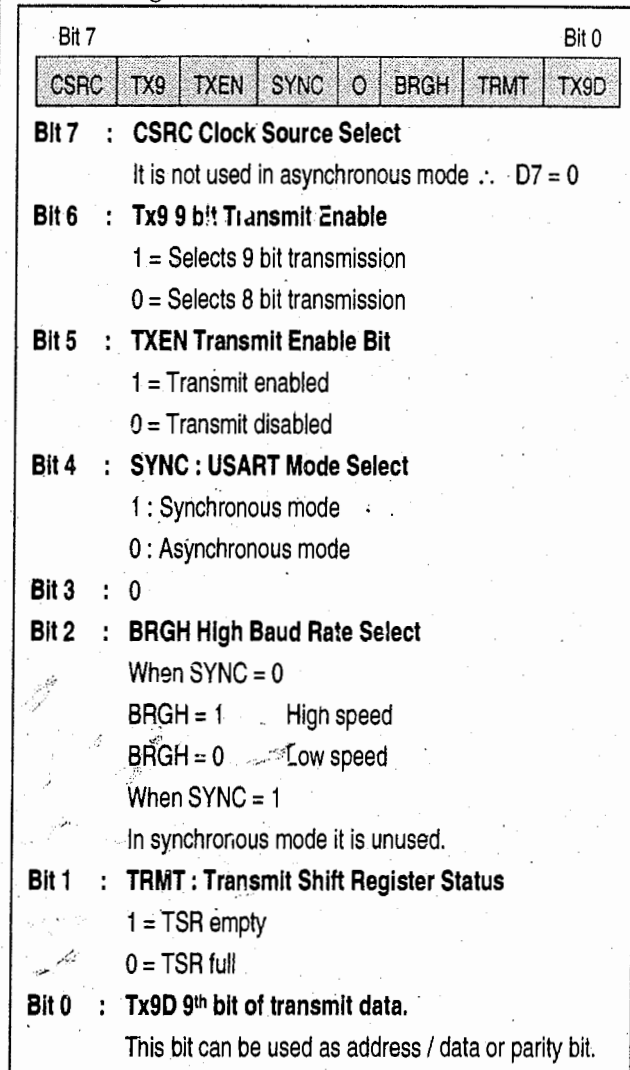 Bit 7 Bit 0
CSRC TX9 TXEN SYNC O BRGH TRMT TX9D
Bit 7 : CSRC Clock Source Select
It is not used in asynchronous mode ∴ D7 = 0
Bit 6 : Tx9 9 bit Transmit Enable
1 = Selects 9 bit transmission
0 = Selects 8 bit transmission
Bit 5 : TXEN Transmit Enable Bit
1 = Transmit enabled
0 = Transmit disabled
Bit 4 : SYNC : USART Mode Select
1 : Synchronous mode
0 : Asynchronous mode
Bit 3 : 0
Bit 2 : BRGH High Baud Rate Select
When SYNC = 0
BRGH = 1 High speed
BRGH = 0 Low speed
When SYNC = 1
In synchronous mode it is unused.
Bit 1 : TRMT : Transmit Shift Register Status
1 = TSR empty
0 = TSR full
Bit 0 : Tx9D 9th bit of transmit data.
This bit can be used as address / data or parity bit.